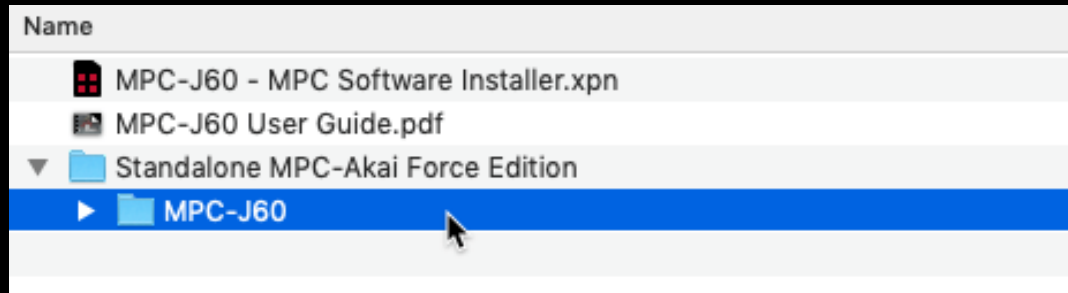 Name
MPC-J60 - MPC Software Installer.xpn
MPC-J60 User Guide.pdf
Standalone MPC-Akai Force Edition
MPC-J60